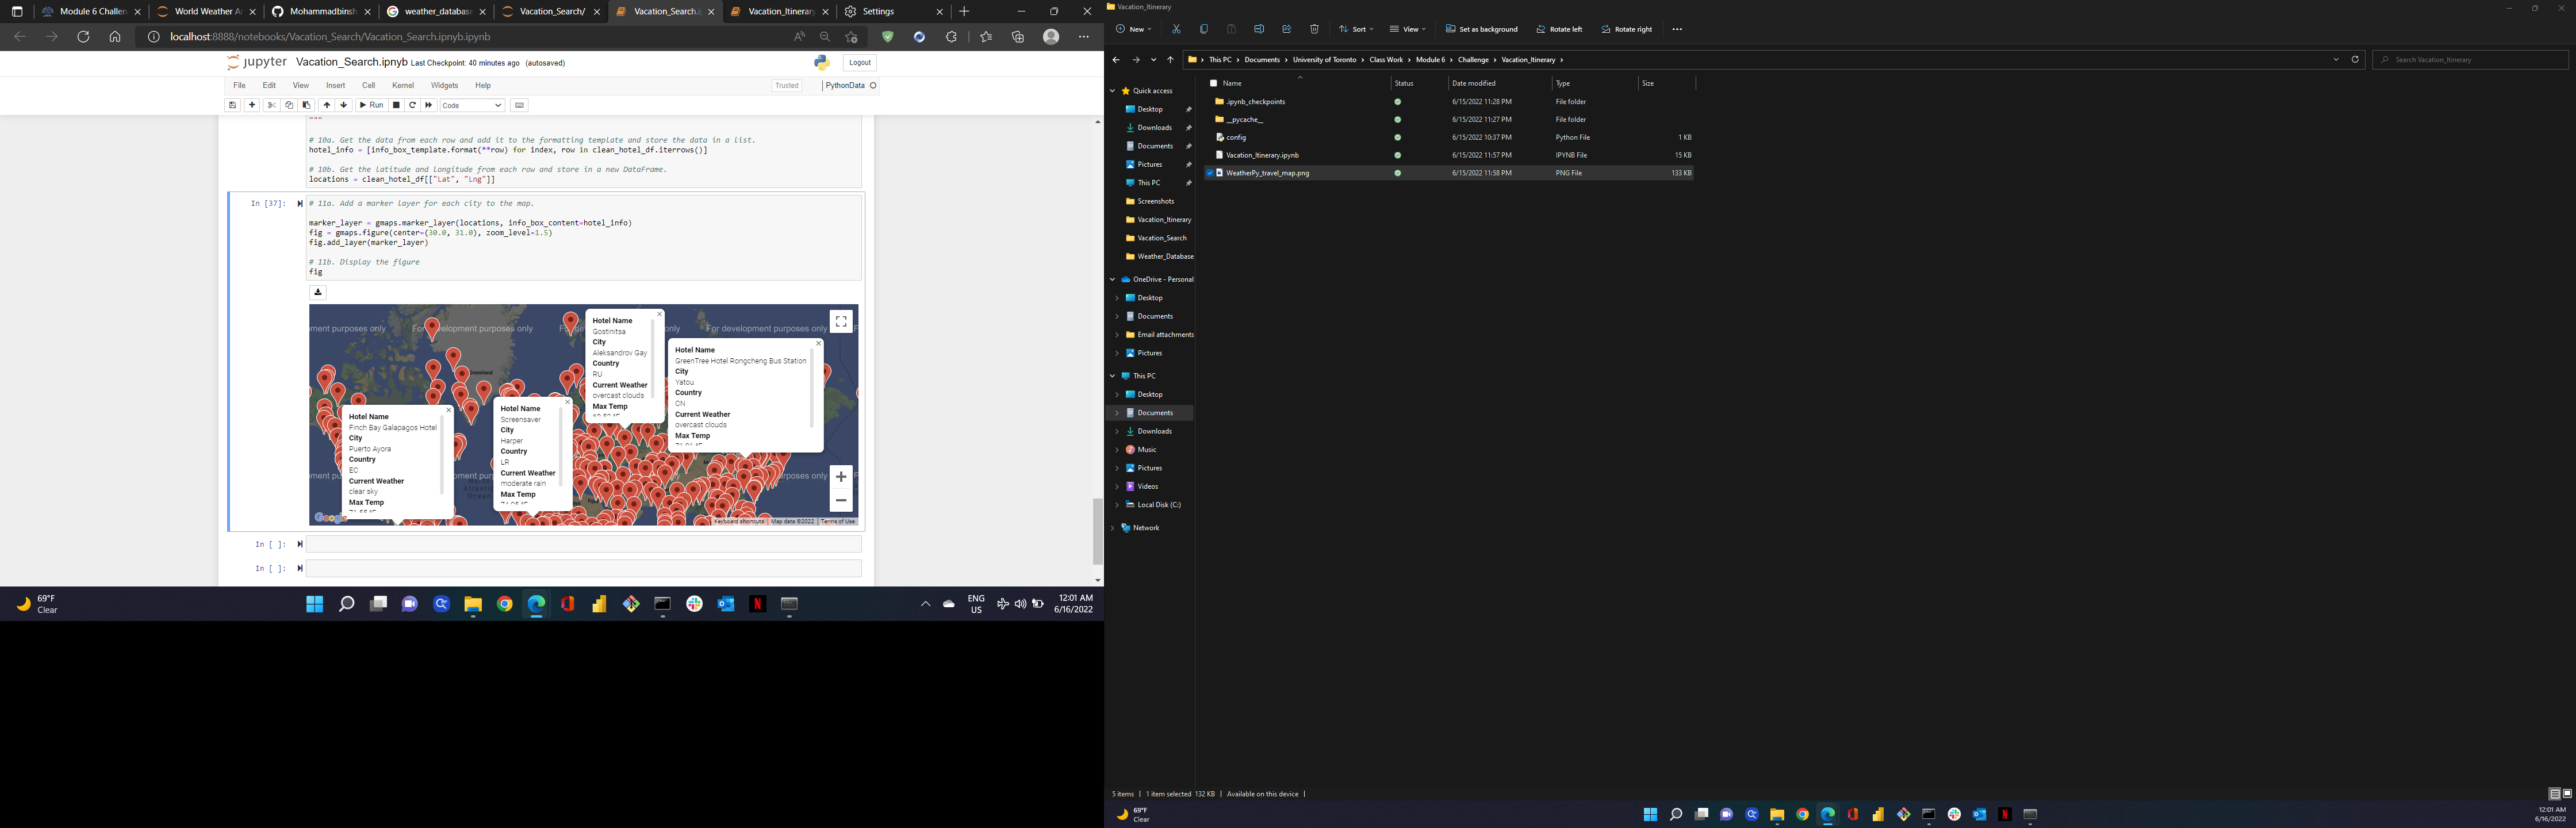 Module 6 Challen
World Weather A
Mohammadbinsh
weather_database
Vacation_Search/
Vacation_Search.i
Vacation_Itinerary
Settings
localhost:8888/notebooks/Vacation_Search/Vacation_Search.ipnyb.ipynb
jupyter Vacation_Search.ipnyb Last Checkpoint: 40 minutes ago (autosaved)
Logout
File Edit View Insert Cell Kernel Widgets Help
Trusted PythonData
Run Code
"""
# 10a. Get the data from each row and add it to the formatting template and store the data in a list.
hotel_info = [info_box_template.format(**row) for index, row in clean_hotel_df.iterrows()]
# 10b. Get the latitude and longitude from each row and store in a new DataFrame.
locations = clean_hotel_df[["Lat", "Lng"]]
In [37]:
# 11a. Add a marker layer for each city to the map.
marker_layer = gmaps.marker_layer(locations, info_box_content=hotel_info)
fig = gmaps.figure(center=(30.0, 31.0), zoom_level=1.5)
fig.add_layer(marker_layer)
# 11b. Display the figure
fig
For development purposes only
Hotel Name
Gostinitsa
City
Aleksandrov Gay
Country
RU
Current Weather
overcast clouds
Max Temp
Hotel Name
GreenTree Hotel Rongcheng Bus Station
City
Yatou
Country
CN
Current Weather
overcast clouds
Max Temp
Hotel Name
Finch Bay Galapagos Hotel
City
Puerto Ayora
Country
EC
Current Weather
clear sky
Max Temp
Hotel Name
Screensaver
City
Harper
Country
LR
Current Weather
moderate rain
Max Temp
Google
Keyboard shortcuts Map data ©2022 Terms of Use
In [ ]:
In [ ]:
69°F
Clear
ENG
US
12:01 AM
6/16/2022
Vacation_Itinerary
New Sort View Set as background Rotate left Rotate right
This PC Documents University of Toronto Class Work Module 6 Challenge Vacation_Itinerary
Search Vacation_Itinerary
Name Status Date modified Type Size
.ipynb_checkpoints 6/15/2022 11:28 PM File folder
__pycache__ 6/15/2022 11:27 PM File folder
config 6/15/2022 10:37 PM Python File 1 KB
Vacation_Itinerary.ipynb 6/15/2022 11:57 PM IPYNB File 15 KB
WeatherPy_travel_map.png 6/15/2022 11:58 PM PNG File 133 KB
Quick access
Desktop
Downloads
Documents
Pictures
This PC
Screenshots
Vacation_Itinerary
Vacation_Search
Weather_Database
OneDrive - Personal
Desktop
Documents
Email attachments
Pictures
This PC
Desktop
Documents
Downloads
Music
Pictures
Videos
Local Disk (C:)
Network
5 items 1 item selected 132 KB Available on this device
69°F
Clear
12:01 AM
6/16/2022